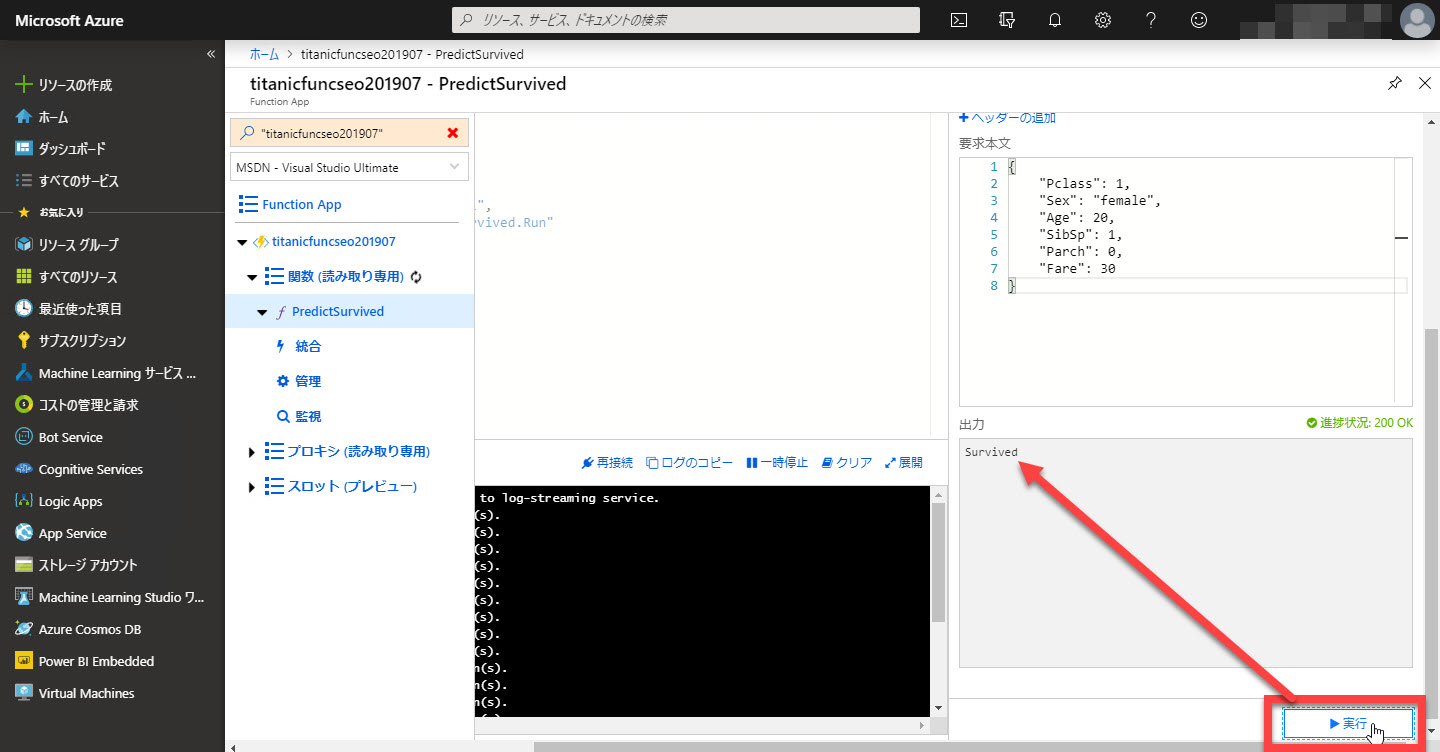 Microsoft Azure
リソース、サービス、ドキュメントの検索
«
リソースの作成
ホーム
ダッシュボード
すべてのサービス
お気に入り
リソース グループ
すべてのリソース
最近使った項目
サブスクリプション
Machine Learning サービス ...
コストの管理と請求
Bot Service
Cognitive Services
Logic Apps
App Service
ストレージ アカウント
Machine Learning Studio ワ...
Azure Cosmos DB
Power BI Embedded
Virtual Machines
ホーム > titanicfuncseo201907 - PredictSurvived
titanicfuncseo201907 - PredictSurvived
Function App
"titanicfuncseo201907"
MSDN - Visual Studio Ultimate
Function App
titanicfuncseo201907
関数 (読み取り専用)
PredictSurvived
統合
管理
監視
プロキシ (読み取り専用)
スロット (プレビュー)
",
vived.Run"
再接続 ログのコピー 一時停止 クリア 展開
to log-streaming service.
(s).
(s).
(s).
(s).
(s).
(s).
(s).
(s).
(s).
n(s).
n(s).
n(s).
+ ヘッダーの追加
要求本文
1 {
2 "Pclass": 1,
3 "Sex": "female",
4 "Age": 20,
5 "SibSp": 1,
6 "Parch": 0,
7 "Fare": 30
8 }
出力 進捗状況: 200 OK
Survived
実行